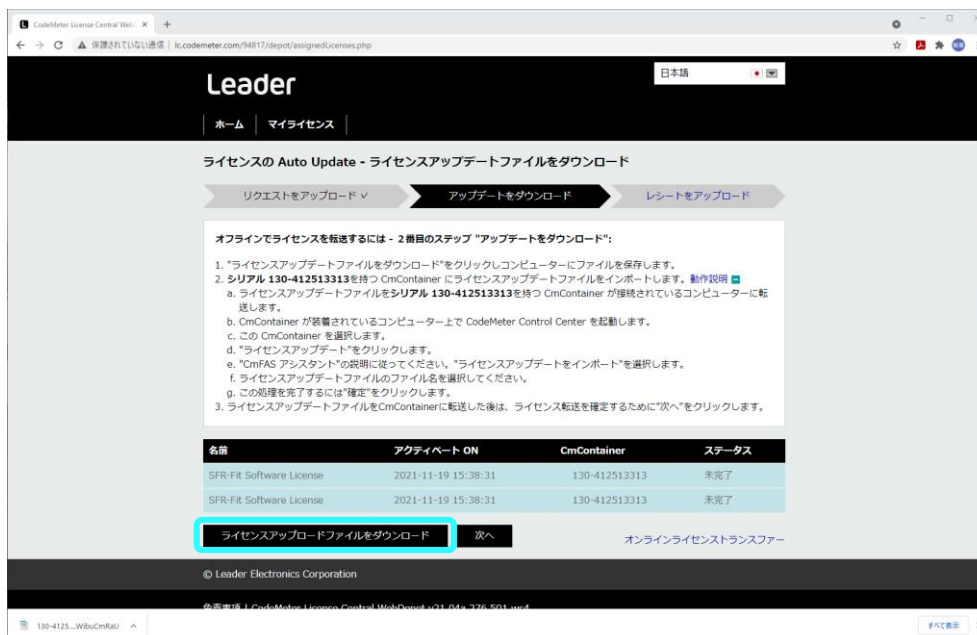 CodeMeter License Central Web
保護されていない通信 | lc.codemeter.com/94817/depot/assignedLicenses.php
Leader
日本語
ホーム マイライセンス
ライセンスの Auto Update - ライセンスアップデートファイルをダウンロード
リクエストをアップロード ✓ アップデートをダウンロード レシートをアップロード
オフラインでライセンスを転送するには - 2番目のステップ "アップデートをダウンロード":
1. "ライセンスアップデートファイルをダウンロード"をクリックしコンピューターにファイルを保存します。
2. シリアル 130-412513313を持つ CmContainer にライセンスアップデートファイルをインポートします。動作説明
a. ライセンスアップデートファイルをシリアル 130-412513313を持つ CmContainer が接続されているコンピューターに転
送します。
b. CmContainer が装着されているコンピューター上で CodeMeter Control Center を起動します。
c. この CmContainer を選択します。
d. "ライセンスアップデート"をクリックします。
e. "CmFAS アシスタント"の説明に従ってください。"ライセンスアップデートをインポート"を選択します。
f. ライセンスアップデートファイルのファイル名を選択してください。
g. この処理を完了するには"確定"をクリックします。
3. ライセンスアップデートファイルをCmContainerに転送した後は、ライセンス転送を確定するために"次へ"をクリックします。
名前 アクティベート ON CmContainer ステータス
SFR-Fit Software License 2021-11-19 15:38:31 130-412513313 未完了
SFR-Fit Software License 2021-11-19 15:38:31 130-412513313 未完了
ライセンスアップロードファイルをダウンロード 次へ オンラインライセンストランスファー
© Leader Electronics Corporation
免責事項 | CodeMeter License Central WebDepot v21.04a.276.501.wc4
130-4125....WibuCmRaU すべて表示